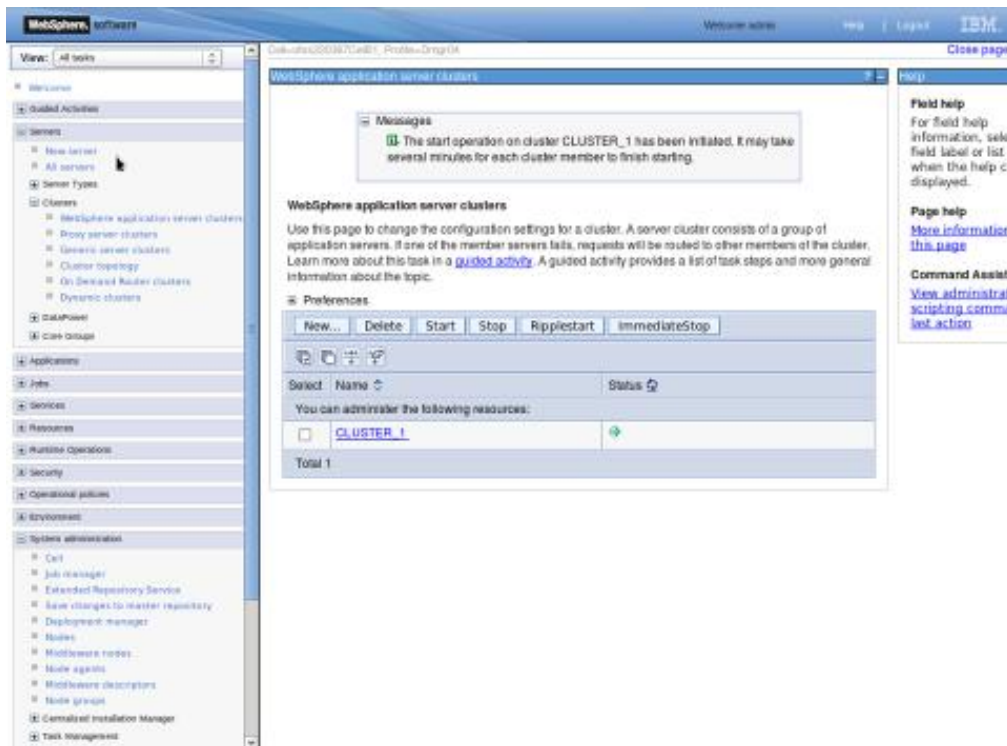 WebSphere. software
Welcome admin
Help | Logout
IBM.
View: All tasks
Welcome
Guided Activities
Servers
New server
All servers
Server Types
Clusters
WebSphere application server clusters
Proxy server clusters
Generic server clusters
Cluster topology
On Demand Router clusters
Dynamic clusters
DataPower
Core Groups
Applications
Jobs
Services
Resources
Runtime Operations
Security
Operational policies
Environment
System administration
Cell
Job manager
Extended Repository Service
Save changes to master repository
Deployment manager
Nodes
Middleware nodes
Node agents
Middleware descriptors
Node groups
Centralized Installation Manager
Task Management
Close page
WebSphere application server clusters
? -
Messages
The start operation on cluster CLUSTER_1 has been initiated. It may take
several minutes for each cluster member to finish starting.
WebSphere application server clusters
Use this page to change the configuration settings for a cluster. A server cluster consists of a group of
application servers. If one of the member servers fails, requests will be routed to other members of the cluster.
Learn more about this task in a guided activity. A guided activity provides a list of task steps and more general
information about the topic.
Preferences
New... Delete Start Stop Ripplestart ImmediateStop
Select Name Status
You can administer the following resources:
CLUSTER_1
Total 1
Help
Field help
For field help
information, sele
field label or list
when the help c
displayed.
Page help
More information
this page
Command Assist
View administrat
scripting comma
last action